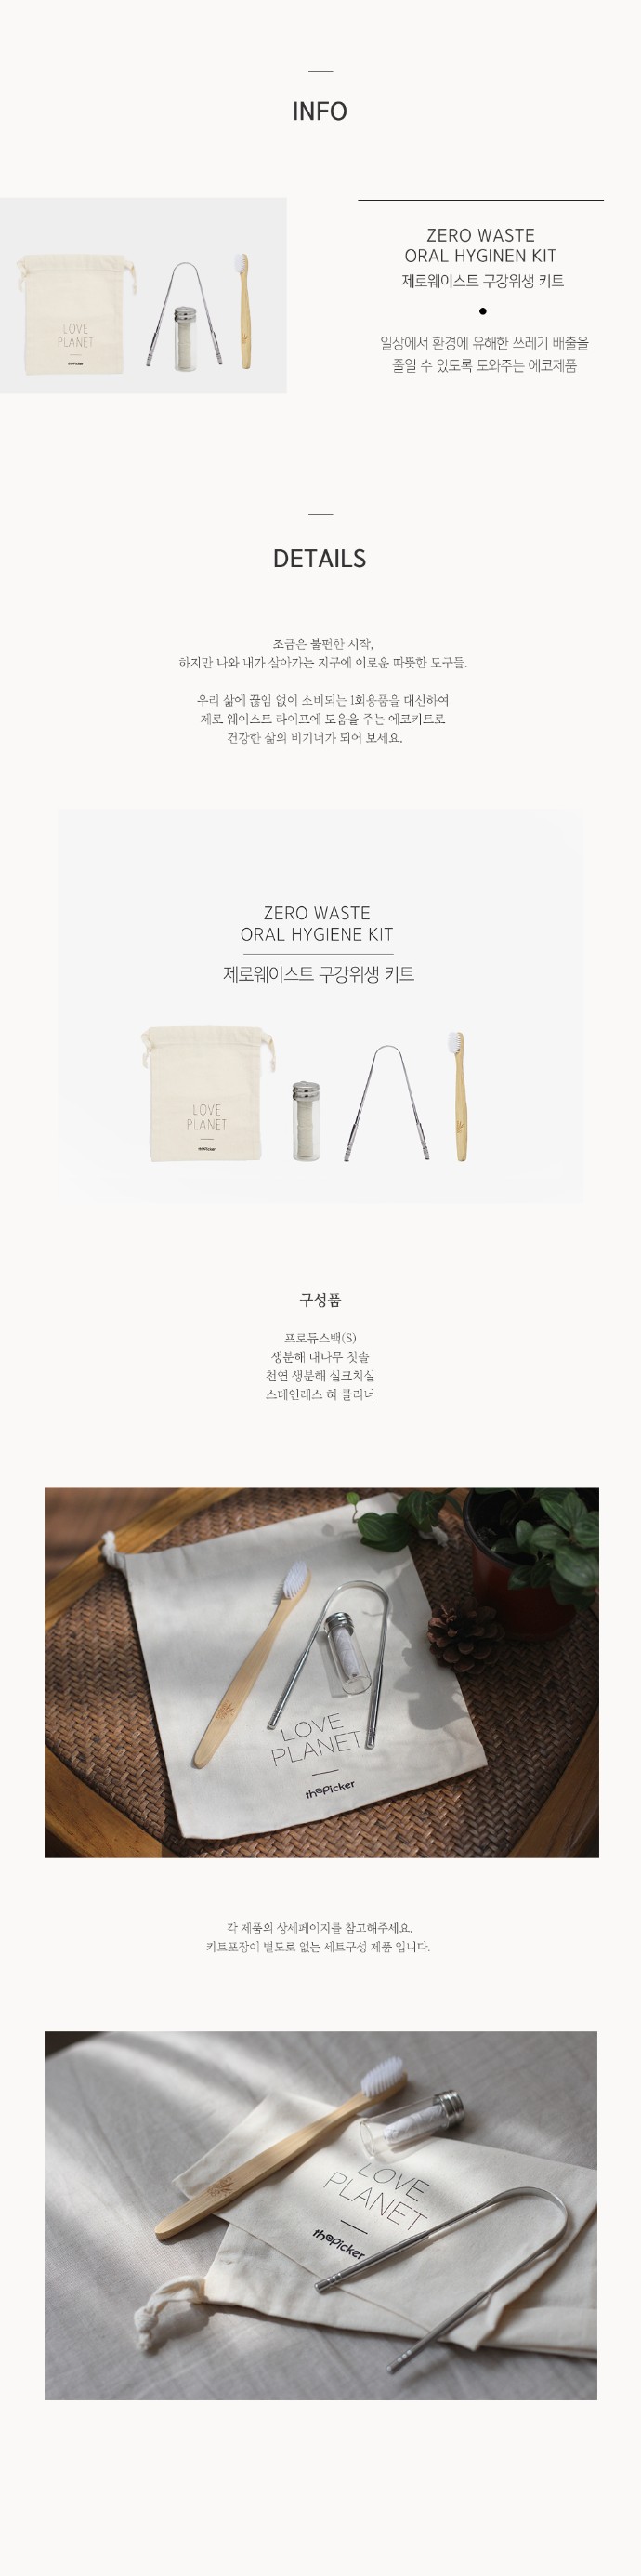 INFO
ZERO WASTE
ORAL HYGINEN KIT
제로웨이스트 구강위생 키트
일상에서 환경에 유해한 쓰레기 배출을
줄일 수 있도록 도와주는 에코제품
LOVE
PLANET
thePicker
DETAILS
조금은 불편한 시작,
하지만 나와 내가 살아가는 지구에 이로운 따뜻한 도구들.
우리 삶에 끊임 없이 소비되는 1회용품을 대신하여
제로 웨이스트 라이프에 도움을 주는 에코키트로
건강한 삶의 비기너가 되어 보세요.
ZERO WASTE
ORAL HYGIENE KIT
제로웨이스트 구강위생 키트
LOVE
PLANET
thePicker
구성품
프로듀스백(S)
생분해 대나무 칫솔
천연 생분해 실크치실
스테인레스 혀 클리너
LOVE
PLANET
thePicker
각 제품의 상세페이지를 참고해주세요.
키트포장이 별도로 없는 세트구성 제품 입니다.
LOVE
PLANET
thePicker